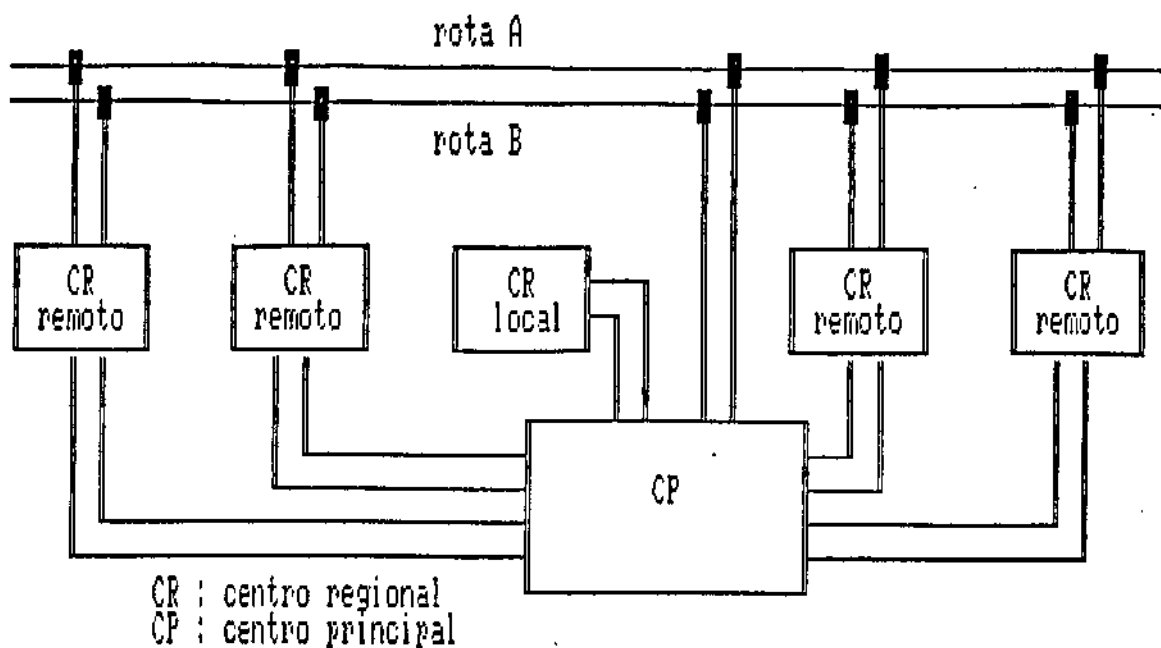 rota A
rota B
CR
remoto
CR
remoto
CR
local
CR
remoto
CR
remoto
CP
CR : centro regional
CP : centro principal